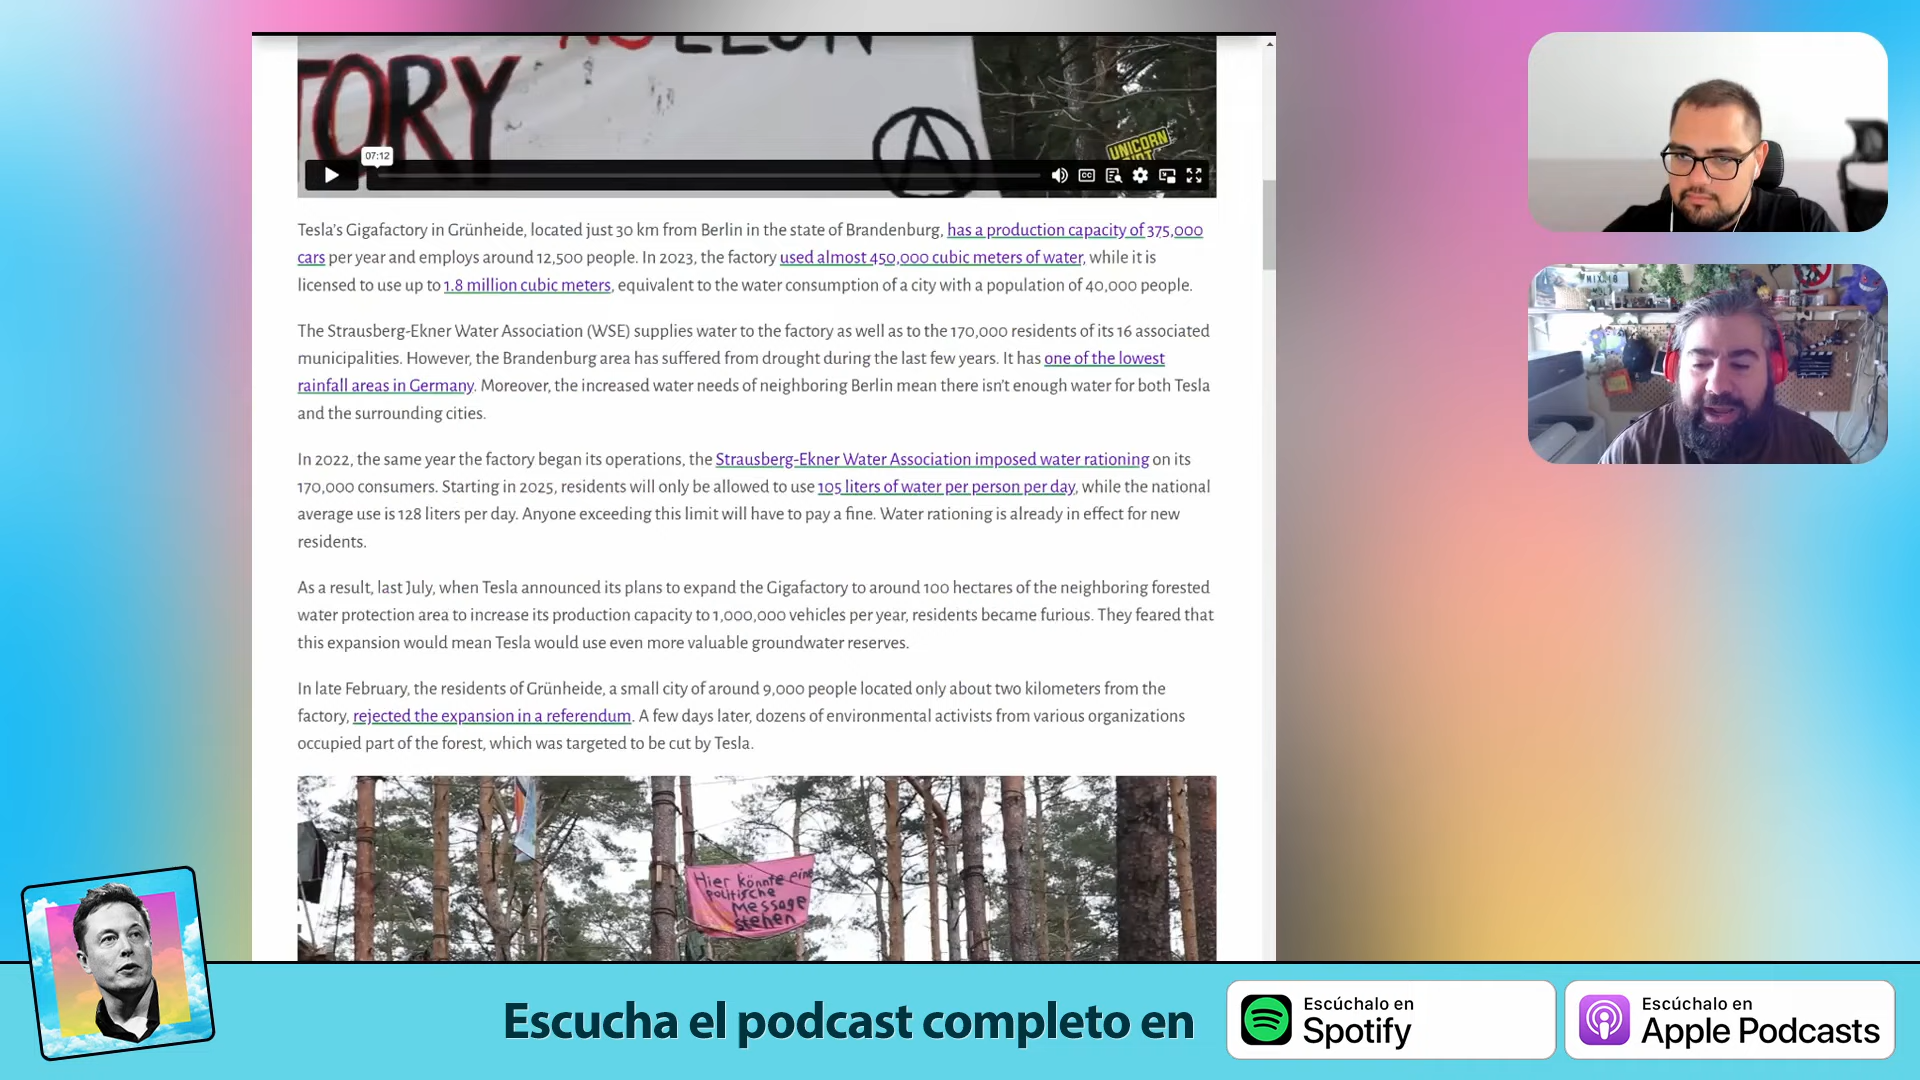 TORY
UNICORN
07:12
Tesla's Gigafactory in Grünheide, located just 30 km from Berlin in the state of Brandenburg, has a production capacity of 375,000
cars per year and employs around 12,500 people. In 2023, the factory used almost 450,000 cubic meters of water, while it is
licensed to use up to 1.8 million cubic meters, equivalent to the water consumption of a city with a population of 40,000 people.
The Strausberg-Ekner Water Association (WSE) supplies water to the factory as well as to the 170,000 residents of its 16 associated
municipalities. However, the Brandenburg area has suffered from drought during the last few years. It has one of the lowest
rainfall areas in Germany. Moreover, the increased water needs of neighboring Berlin mean there isn't enough water for both Tesla
and the surrounding cities.
In 2022, the same year the factory began its operations, the Strausberg-Ekner Water Association imposed water rationing on its
170,000 consumers. Starting in 2025, residents will only be allowed to use 105 liters of water per person per day, while the national
average use is 128 liters per day. Anyone exceeding this limit will have to pay a fine. Water rationing is already in effect for new
residents.
As a result, last July, when Tesla announced its plans to expand the Gigafactory to around 100 hectares of the neighboring forested
water protection area to increase its production capacity to 1,000,000 vehicles per year, residents became furious. They feared that
this expansion would mean Tesla would use even more valuable groundwater reserves.
In late February, the residents of Grünheide, a small city of around 9,000 people located only about two kilometers from the
factory, rejected the expansion in a referendum. A few days later, dozens of environmental activists from various organizations
occupied part of the forest, which was targeted to be cut by Tesla.
Hier könnte eine
politische
Message
stehen
Escucha el podcast completo en
Escúchalo en
Spotify
Escúchalo en
Apple Podcasts